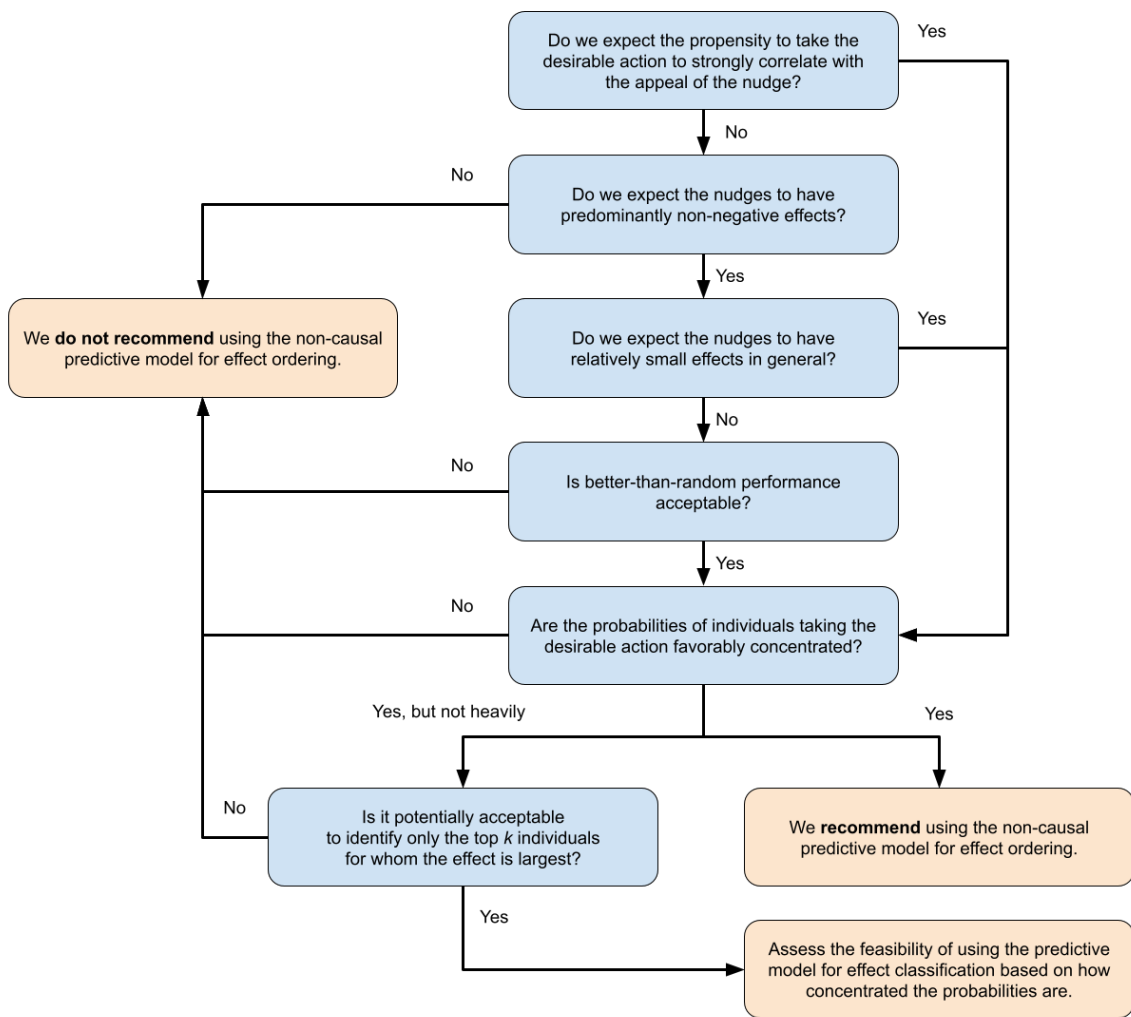 Do we expect the propensity to take the
desirable action to strongly correlate with
the appeal of the nudge?
Yes
No
No
Do we expect the nudges to have
predominantly non-negative effects?
Yes
We do not recommend using the non-causal
predictive model for effect ordering.
Do we expect the nudges to have
relatively small effects in general?
Yes
No
No
Is better-than-random performance
acceptable?
Yes
No
Are the probabilities of individuals taking the
desirable action favorably concentrated?
Yes, but not heavily
Yes
No
Is it potentially acceptable
to identify only the top k individuals
for whom the effect is largest?
We recommend using the non-causal
predictive model for effect ordering.
Yes
Assess the feasibility of using the predictive
model for effect classification based on how
concentrated the probabilities are.